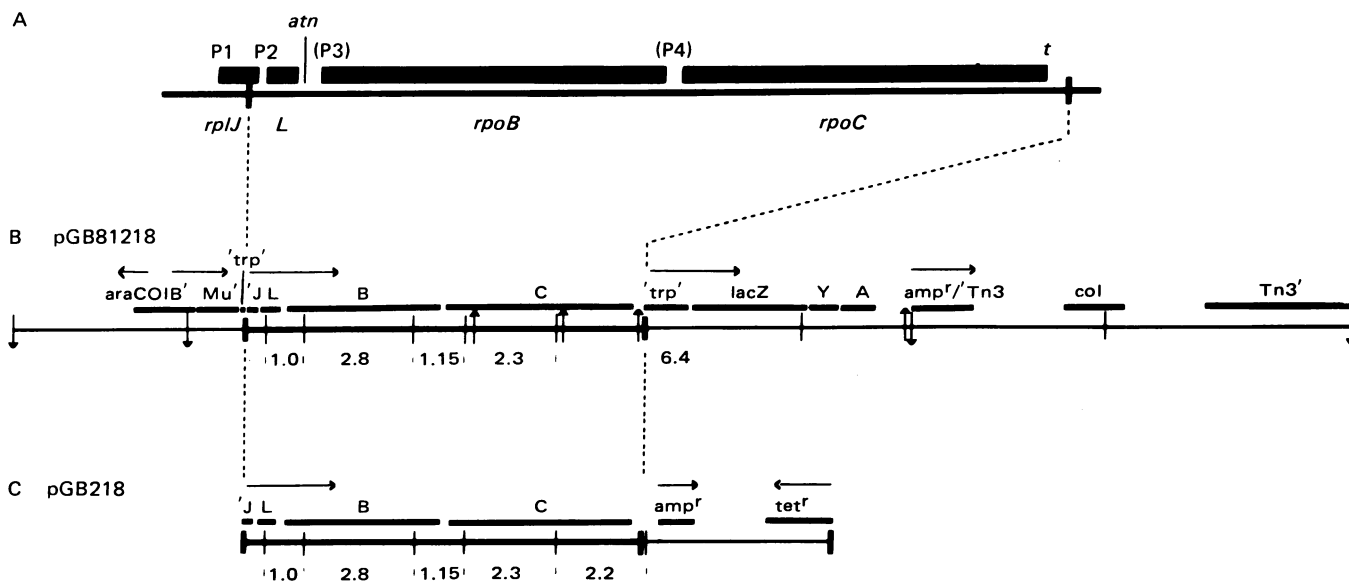 A
atn
P1 P2 (P3) (P4) t
rplJ L rpoB rpoC
B pGB81218
'trp'
araCOIB' Mu' 'J L B C 'trp' lacZ Y A ampʳ/'Tn3 col Tn3'
1.0 2.8 1.15 2.3 6.4
C pGB218
'J L B C ampʳ tetʳ
1.0 2.8 1.15 2.3 2.2